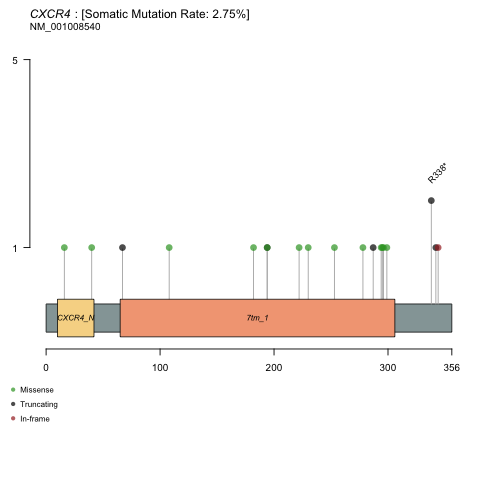 CXCR4 : [Somatic Mutation Rate: 2.75%]
NM_001008540
5
R338*
1
CXCR4_N
7tm_1
0 100 200 300 356
Missense
Truncating
In-frame